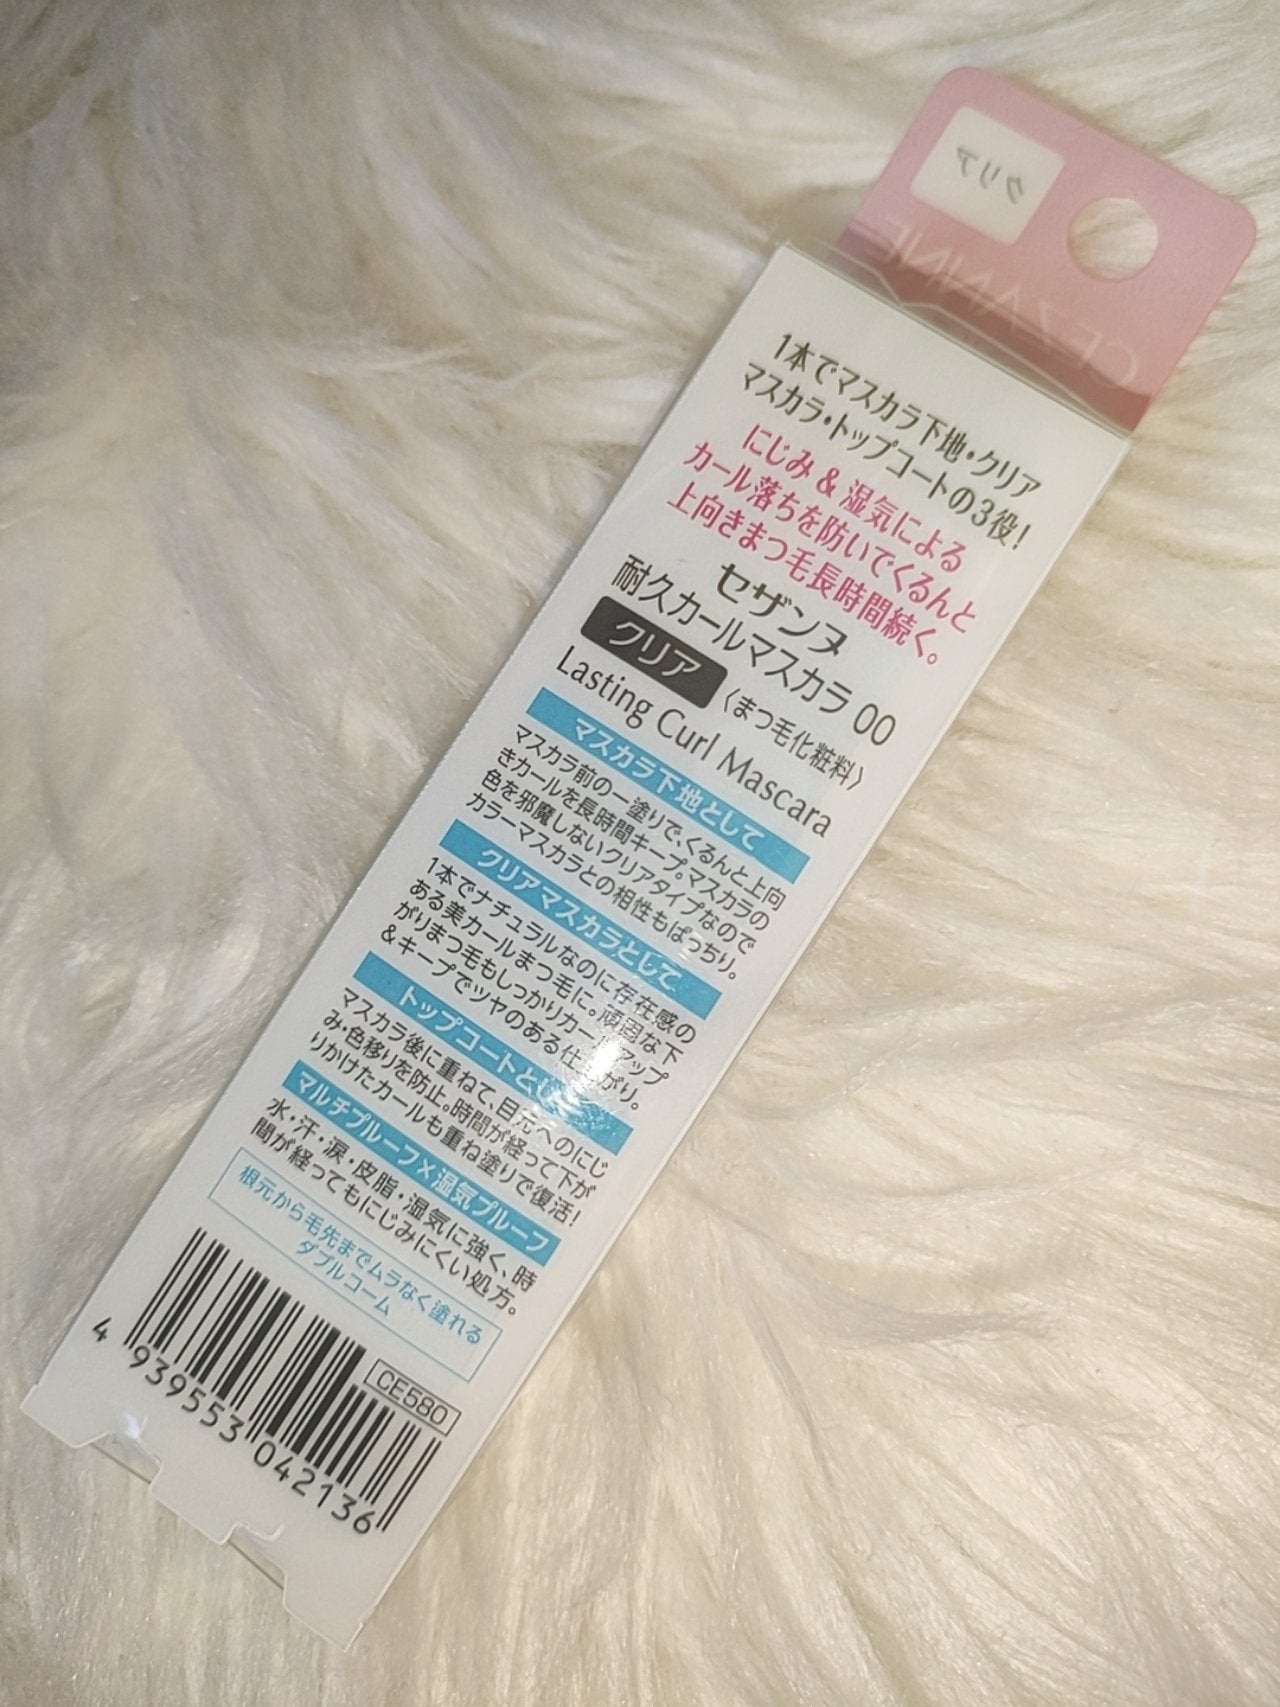 クリア
CEZANNE
1本でマスカラ下地・クリア
マスカラ・トップコートの3役!
にじみ&湿気による
カール落ちを防いでくるんと
上向きまつ毛長時間続く。
セザンヌ
耐久カールマスカラ 00
クリア 〈まつ毛化粧料〉
Lasting Curl Mascara
マスカラ下地として
マスカラ前の一塗りで、くるんと上向
きカールを長時間キープ。マスカラの
色を邪魔しないクリアタイプなので
カラーマスカラとの相性もばっちり。
クリアマスカラとして
1本でナチュラルなのに存在感の
ある美カールまつ毛に。頑固な下
がりまつ毛もしっかりカールアップ
&キープでツヤのある仕上がり。
トップコートとして
マスカラ後に重ねて、目元へのにじ
み・色移りを防止。時間が経って下が
りかけたカールも重ね塗りで復活!
マルチプルーフ×湿気プルーフ
水・汗・涙・皮脂・湿気に強く、時
間が経ってもにじみにくい処方。
根元から毛先までムラなく塗れる
ダブルコーム
CE580
4 939553 042136